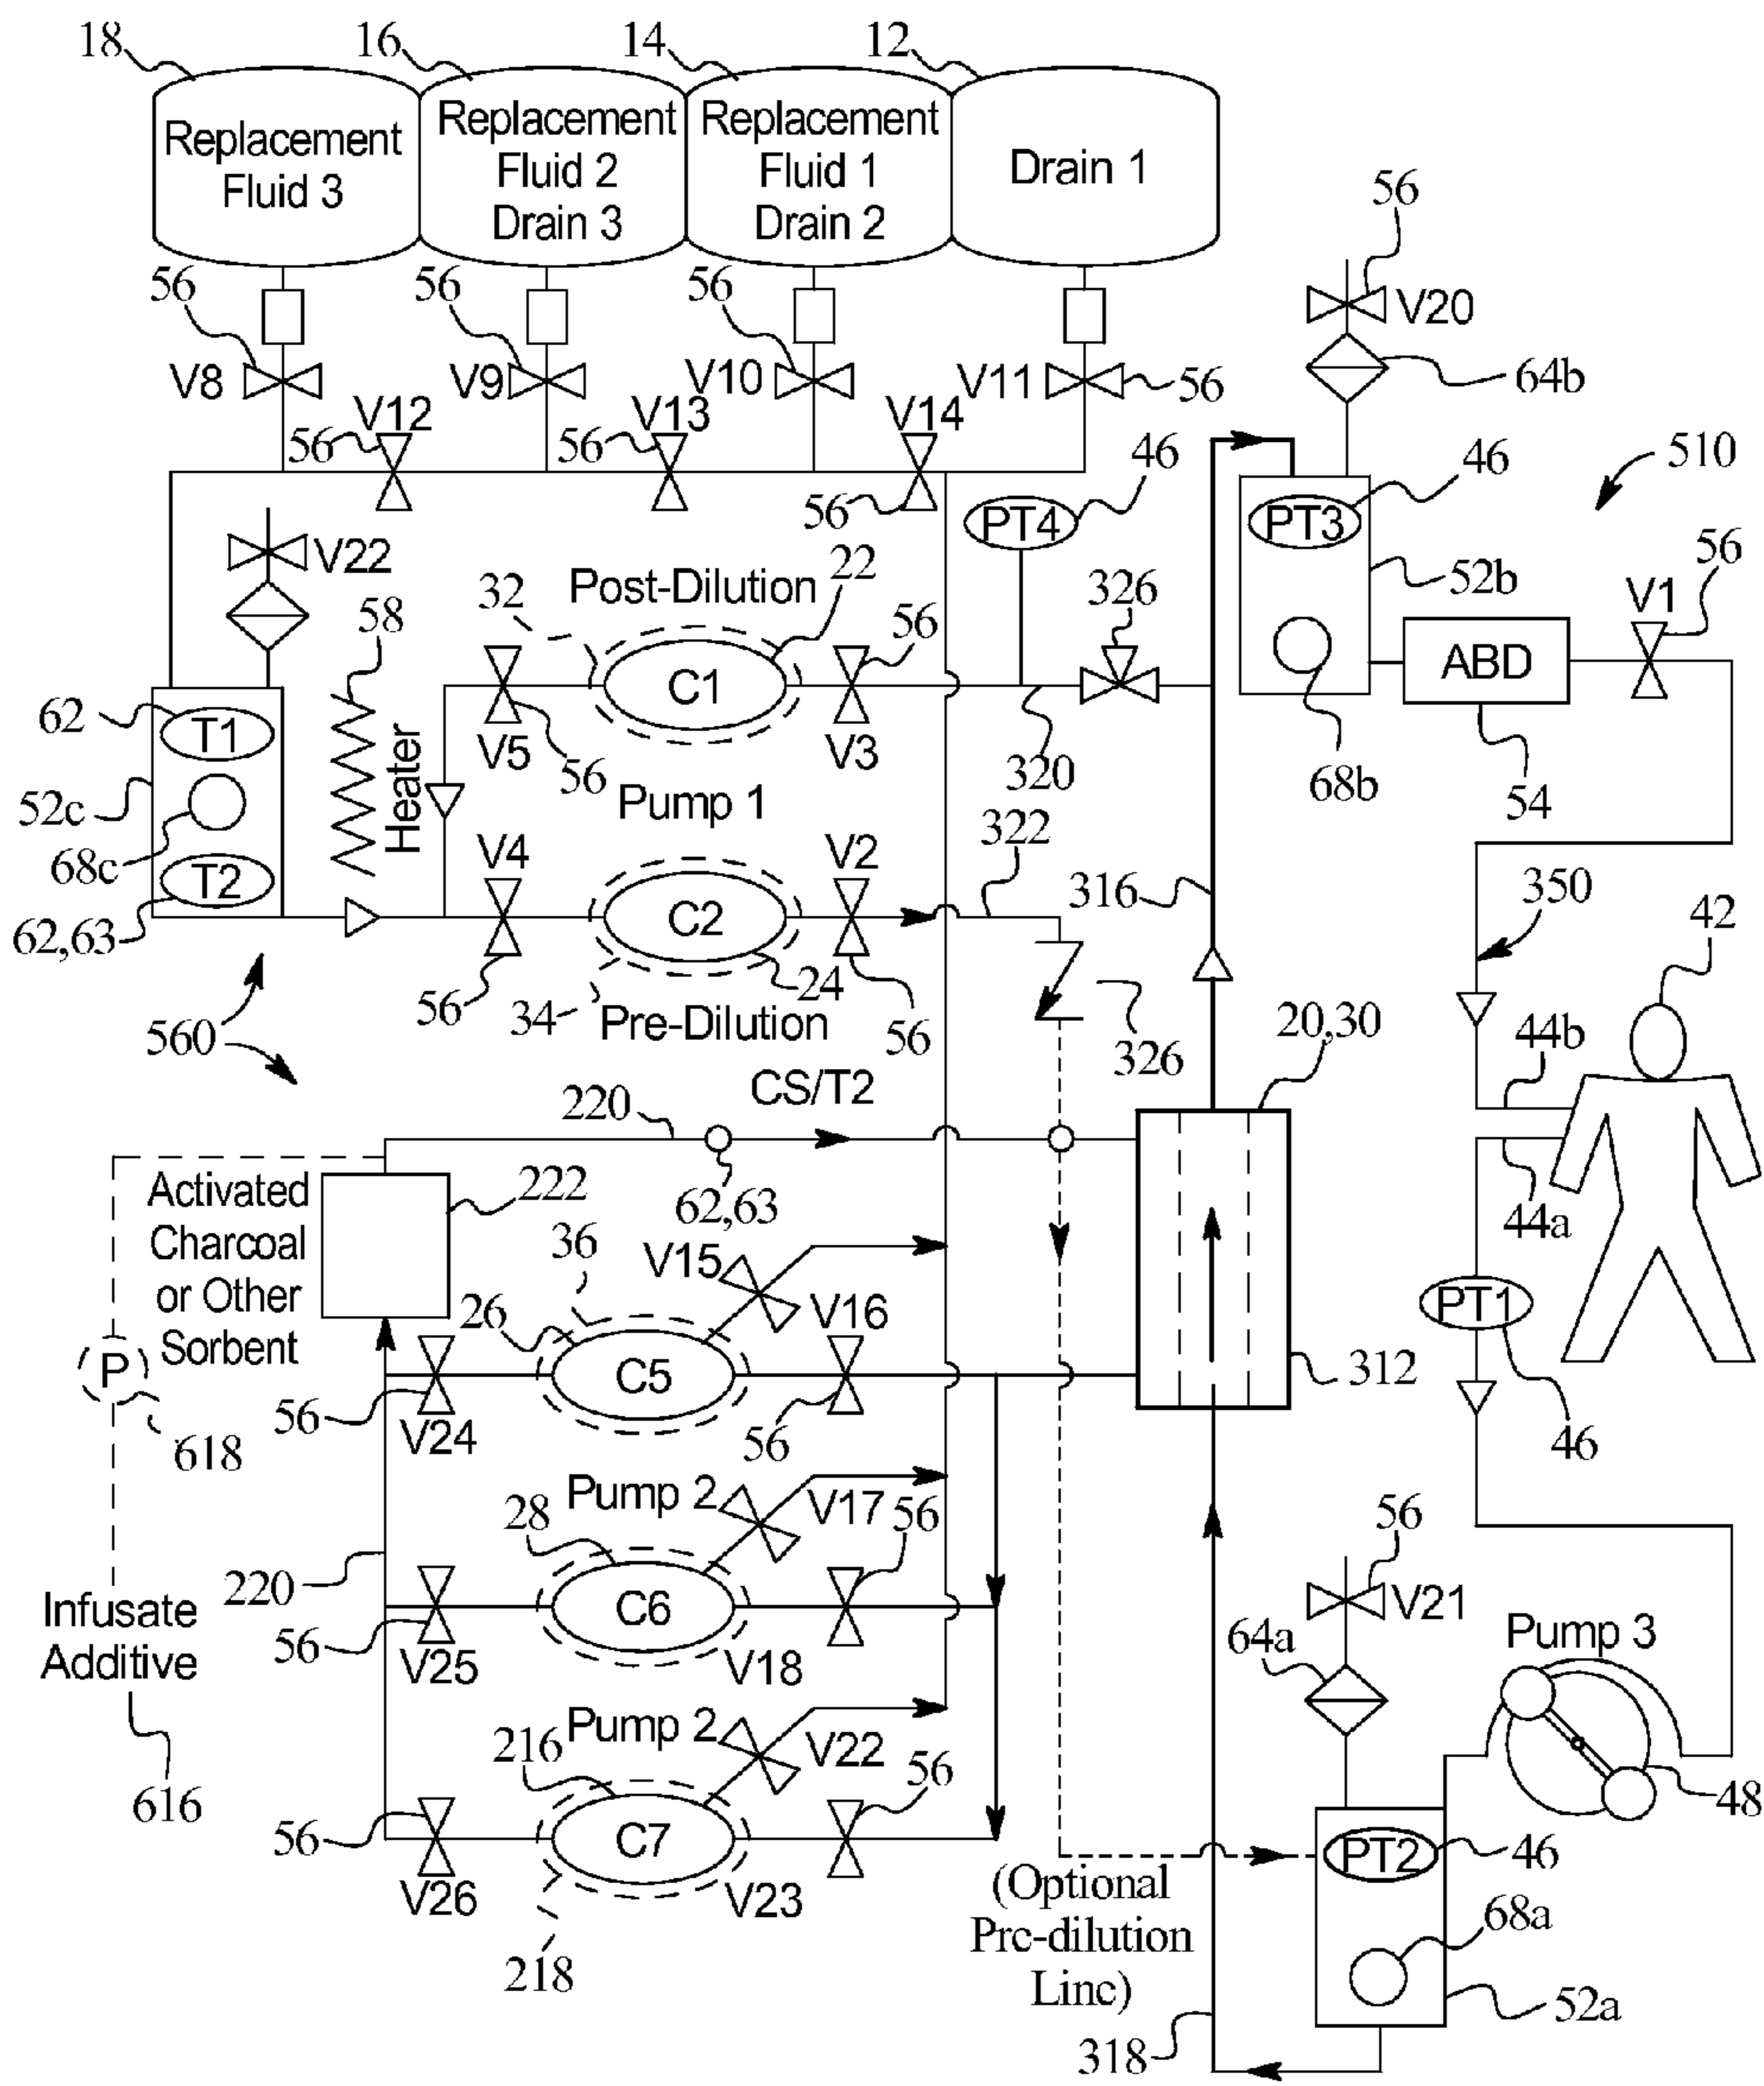 18
16
14
12
Replacement
Fluid 3
Replacement
Fluid 2
Drain 3
Replacement
Fluid 1
Drain 2
Drain 1
56
56
56
56
V20
64b
V8
V9
V10
V11
56
V12
V13
V14
56
56
56
46
46
510
PT4
PT3
V22
Post-Dilution
22
32
58
56
326
52b
V1
56
62
T1
C1
ABD
Heater
V5
56
V3
320
68b
54
52c
Pump 1
322
68c
T2
V4
V2
316
350
42
62,63
C2
24
56
34
Pre-Dilution
56
326
20,30
44b
560
CS/T2
220
Activated
Charcoal
or Other
Sorbent
222
62,63
44a
36
V15
V16
26
PT1
P
C5
312
56
V24
56
46
618
Pump 2
V17
56
56
28
220
V21
Infusate
Additive
C6
64a
Pump 3
56
V25
V18
Pump 2
V22
216
56
616
48
56
C7
PT2
46
V26
V23
(Optional
Pre-dilution
Line)
68a
218
52a
318